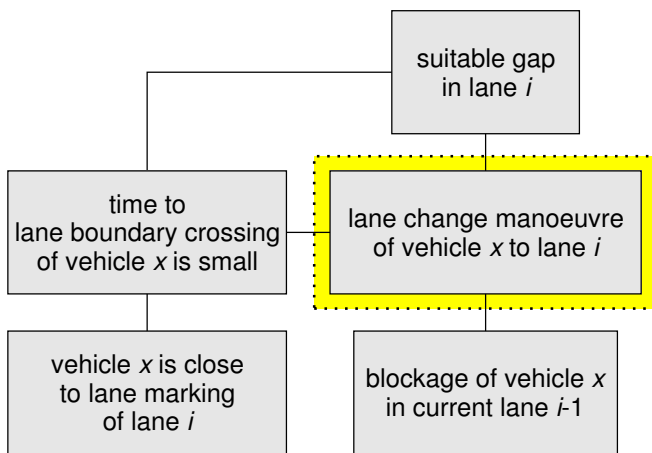 suitable gap
in lane i
time to
lane boundary crossing
of vehicle x is small
lane change manoeuvre
of vehicle x to lane i
vehicle x is close
to lane marking
of lane i
blockage of vehicle x
in current lane i-1